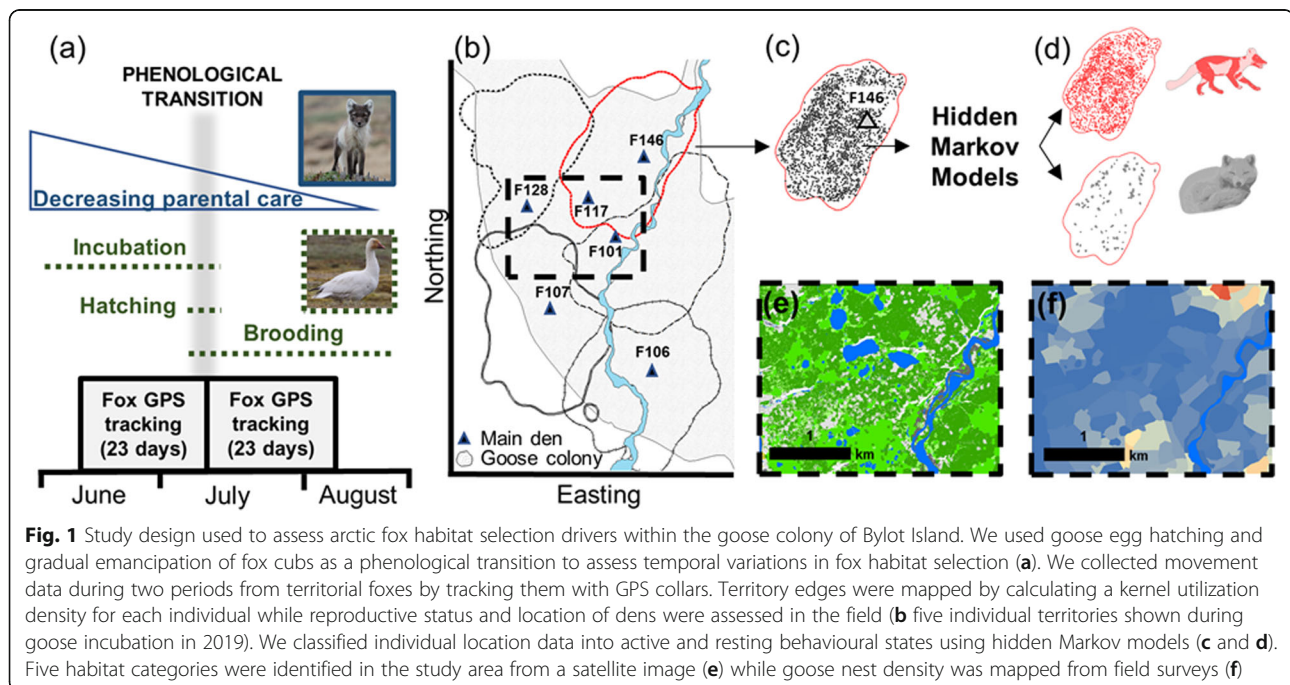 (a)
PHENOLOGICAL
TRANSITION
Decreasing parental care
Incubation
Hatching
Brooding
Fox GPS
tracking
(23 days)
Fox GPS
tracking
(23 days)
June
July
August
(b)
Northing
F146
F128
F117
F101
F107
F106
Main den
Goose colony
Easting
(c)
F146
Hidden
Markov
Models
(d)
(e)
1
km
(f)
1
km
Fig. 1 Study design used to assess arctic fox habitat selection drivers within the goose colony of Bylot Island. We used goose egg hatching and
gradual emancipation of fox cubs as a phenological transition to assess temporal variations in fox habitat selection (a). We collected movement
data during two periods from territorial foxes by tracking them with GPS collars. Territory edges were mapped by calculating a kernel utilization
density for each individual while reproductive status and location of dens were assessed in the field (b five individual territories shown during
goose incubation in 2019). We classified individual location data into active and resting behavioural states using hidden Markov models (c and d).
Five habitat categories were identified in the study area from a satellite image (e) while goose nest density was mapped from field surveys (f)